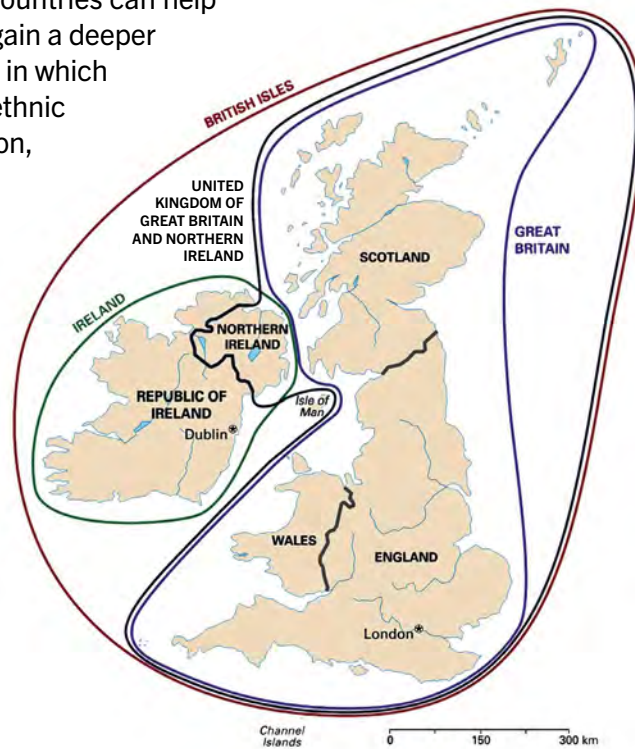 ountries can help
gain a deeper
in which
ethnic
on,
BRITISH ISLES
UNITED
KINGDOM OF
GREAT BRITAIN
AND NORTHERN
IRELAND
SCOTLAND
GREAT
BRITAIN
IRELAND
NORTHERN
IRELAND
REPUBLIC OF
IRELAND
Dublin
Isle of
Man
WALES
ENGLAND
London
Channel
Islands
0 150 300 km